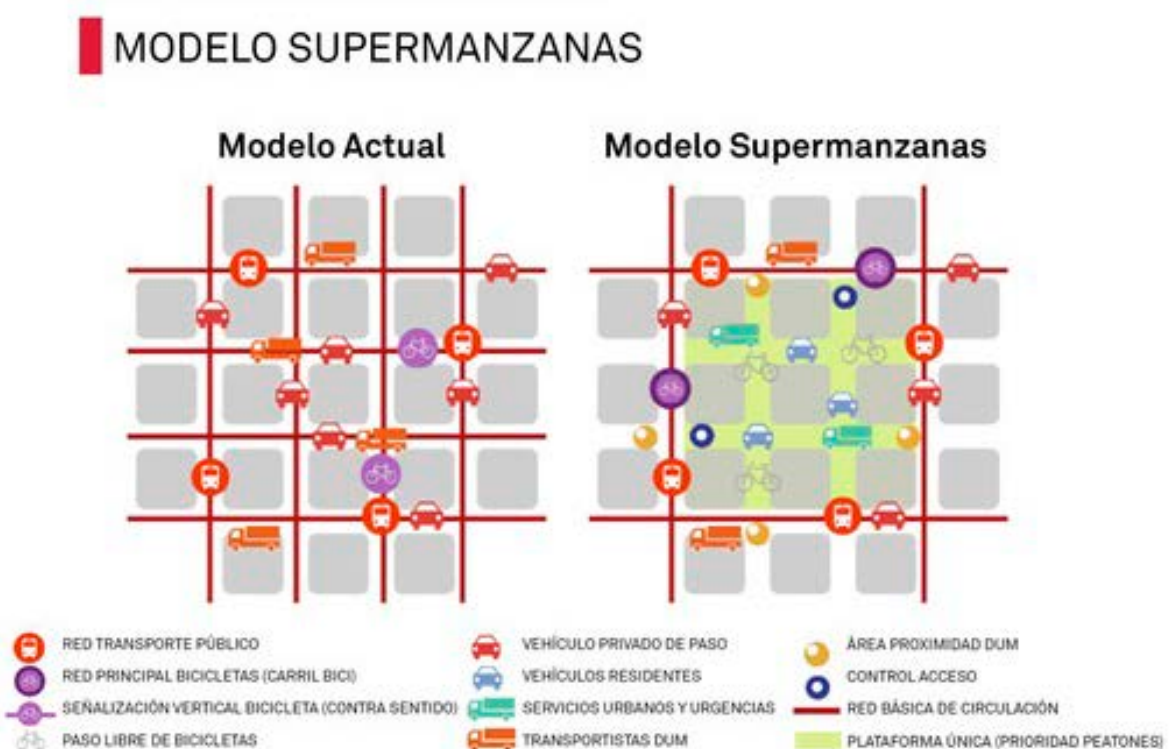 MODELO SUPERMANZANAS
Modelo Actual
Modelo Supermanzanas
RED TRANSPORTE PÚBLICO
RED PRINCIPAL BICICLETAS (CARRIL BICI)
SEÑALIZACIÓN VERTICAL BICICLETA (CONTRA SENTIDO)
PASO LIBRE DE BICICLETAS
VEHÍCULO PRIVADO DE PASO
VEHÍCULOS RESIDENTES
SERVICIOS URBANOS Y URGENCIAS
TRANSPORTISTAS DUM
ÀREA PROXIMIDAD DUM
CONTROL ACCESO
RED BÁSICA DE CIRCULACIÓN
PLATAFORMA ÚNICA (PRIORIDAD PEATONES)